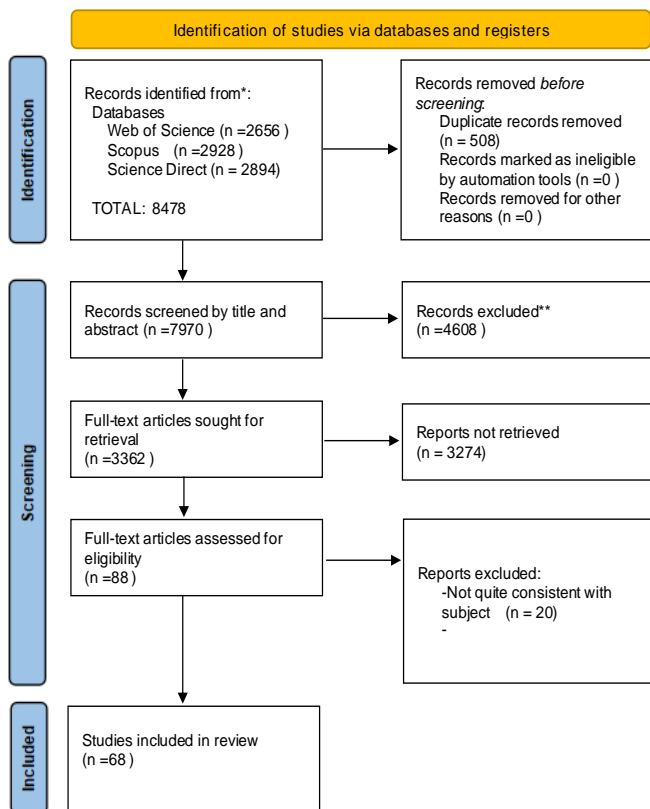 Identification of studies via databases and registers
Identification
Records identified from*:
Databases
Web of Science (n =2656 )
Scopus (n =2928)
Science Direct (n = 2894)
TOTAL: 8478
Records removed before
screening:
Duplicate records removed
(n = 508)
Records marked as ineligible
by automation tools (n =0 )
Records removed for other
reasons (n =0 )
Screening
Records screened by title and
abstract (n =7970 )
Records excluded**
(n =4608 )
Full-text articles sought for
retrieval
(n =3362 )
Reports not retrieved
(n = 3274)
Full-text articles assessed for
eligibility
(n =88 )
Reports excluded:
-Not quite consistent with
subject (n = 20)
-
Included
Studies included in review
(n =68 )